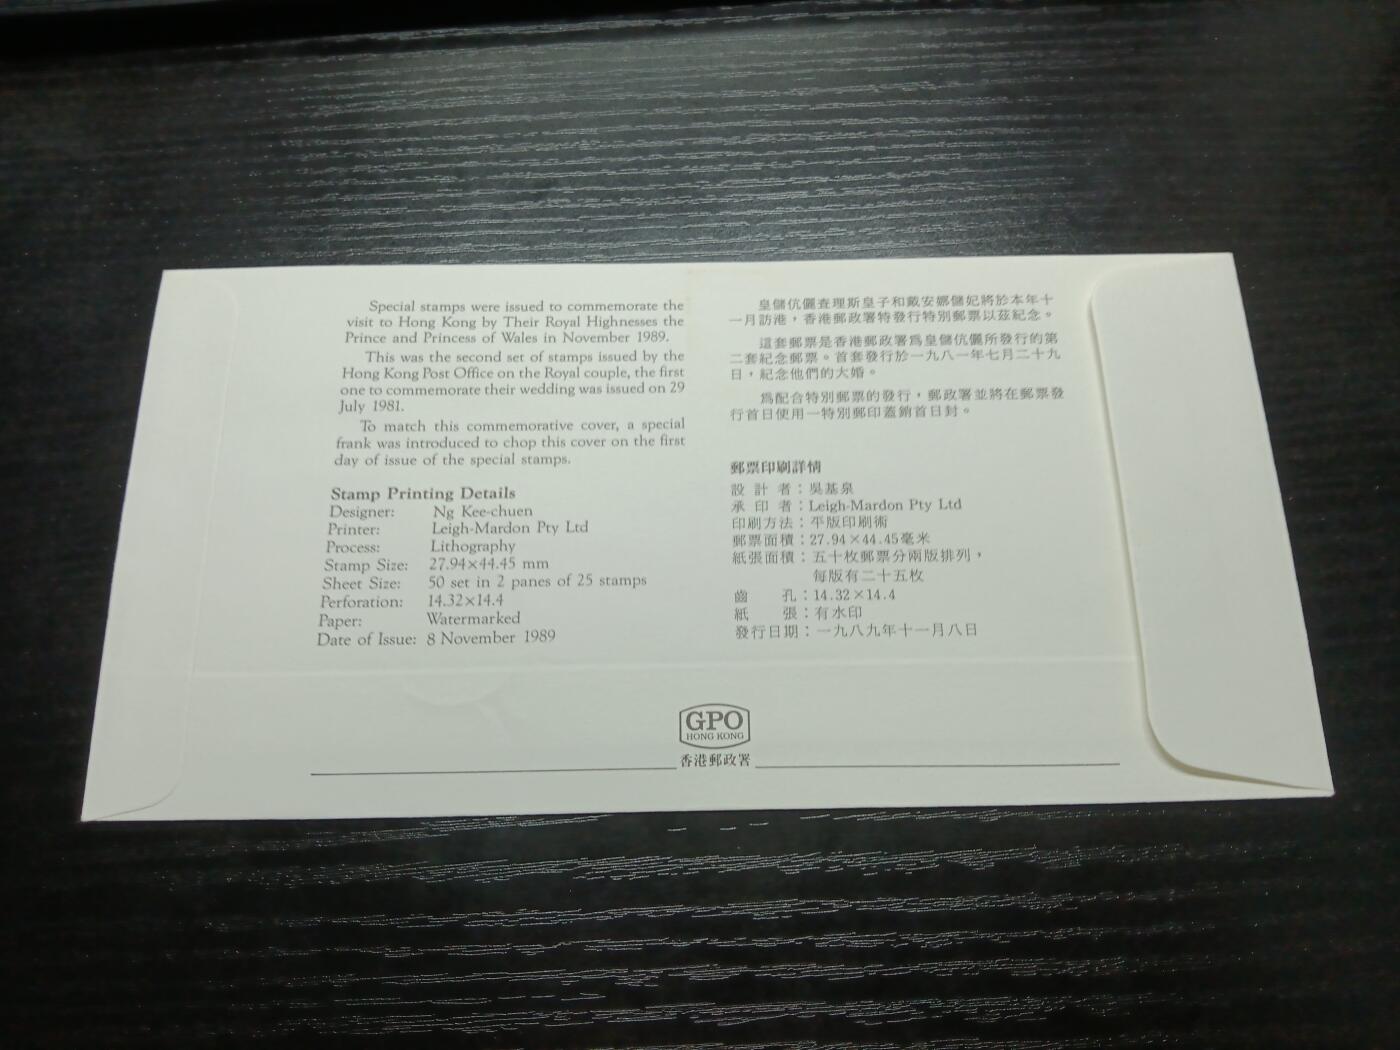 Special stamps were issued to commemorate the
visit to Hong Kong by Their Royal Highnesses the
Prince and Princess of Wales in November 1989.
This was the second set of stamps issued by the
Hong Kong Post Office on the Royal couple, the first
one to commemorate their wedding was issued on 29
July 1981.
To match this commemorative cover, a special
frank was introduced to chop this cover on the first
day of issue of the special stamps.
Stamp Printing Details
Designer: Ng Kee-chuen
Printer: Leigh-Mardon Pty Ltd
Process: Lithography
Stamp Size: 27.94×44.45 mm
Sheet Size: 50 set in 2 panes of 25 stamps
Perforation: 14.32×14.4
Paper: Watermarked
Date of Issue: 8 November 1989
皇儲伉儷查理斯皇子和戴安娜儲妃將於本年十
一月訪港，香港郵政署特發行特別郵票以茲紀念。
這套郵票是香港郵政署爲皇儲伉儷所發行的第
二套紀念郵票。首套發行於一九八一年七月二十九
日，紀念他們的大婚。
爲配合特別郵票的發行，郵政署並將在郵票發
行首日使用一特別郵印蓋銷首日封。
郵票印刷詳情
設計者：吳基泉
承印者：Leigh-Mardon Pty Ltd
印刷方法：平版印刷術
郵票面積：27.94×44.45毫米
紙張面積：五十枚郵票分兩版排列，
每版有二十五枚
齒孔：14.32×14.4
紙張：有水印
發行日期：一九八九年十一月八日
GPO
HONG KONG
香港郵政署